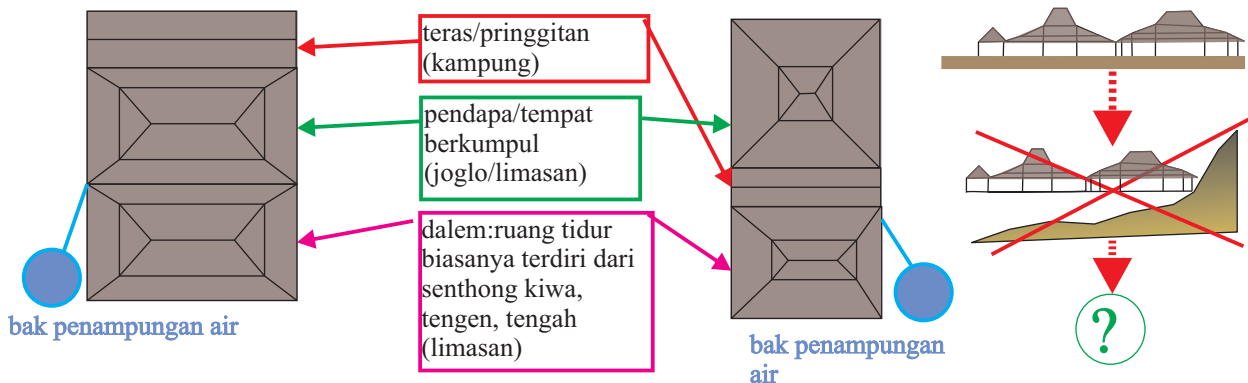 teras/pringgitan
(kampung)
pendapa/tempat
berkumpul
(joglo/limasan)
dalem:ruang tidur
biasanya terdiri dari
senthong kiwa,
tengen, tengah
(limasan)
bak penampungan air
bak penampungan
air
?